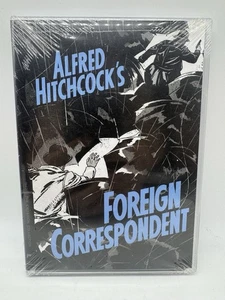 ALFRED
HITCHCOCK'S
FOREIGN
CORRESPONDENT